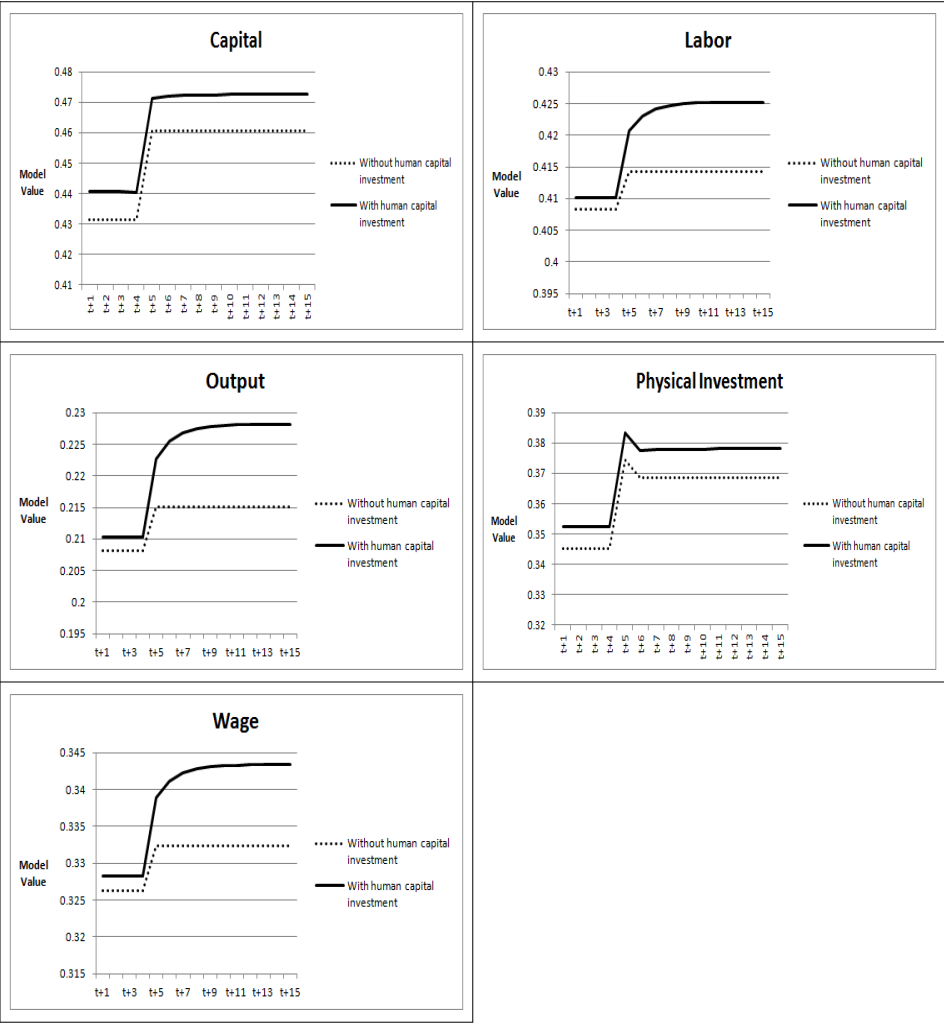 Capital
0.48
0.47
0.46
0.45
0.44
0.43
0.42
0.41
Model
Value
t+1
t+2
t+3
t+4
t+5
t+6
t+7
t+8
t+9
t+10
t+11
t+12
t+13
t+14
t+15
Without human capital
investment
With human capital
investment
Labor
0.43
0.425
0.42
0.415
0.41
0.405
0.4
0.395
Model
Value
t+1 t+3 t+5 t+7 t+9 t+11 t+13 t+15
Without human capital
investment
With human capital
investment
Output
0.23
0.225
0.22
0.215
0.21
0.205
0.2
0.195
Model
Value
t+1 t+3 t+5 t+7 t+9 t+11 t+13 t+15
Without human capital
investment
With human capital
investment
Physical Investment
0.39
0.38
0.37
0.36
0.35
0.34
0.33
0.32
Model
Value
t+1
t+2
t+3
t+4
t+5
t+6
t+7
t+8
t+9
t+10
t+11
t+12
t+13
t+14
t+15
Without human capital
investment
With human capital
investment
Wage
0.345
0.34
0.335
0.33
0.325
0.32
0.315
Model
Value
t+1 t+3 t+5 t+7 t+9 t+11 t+13 t+15
Without human capital
investment
With human capital
investment